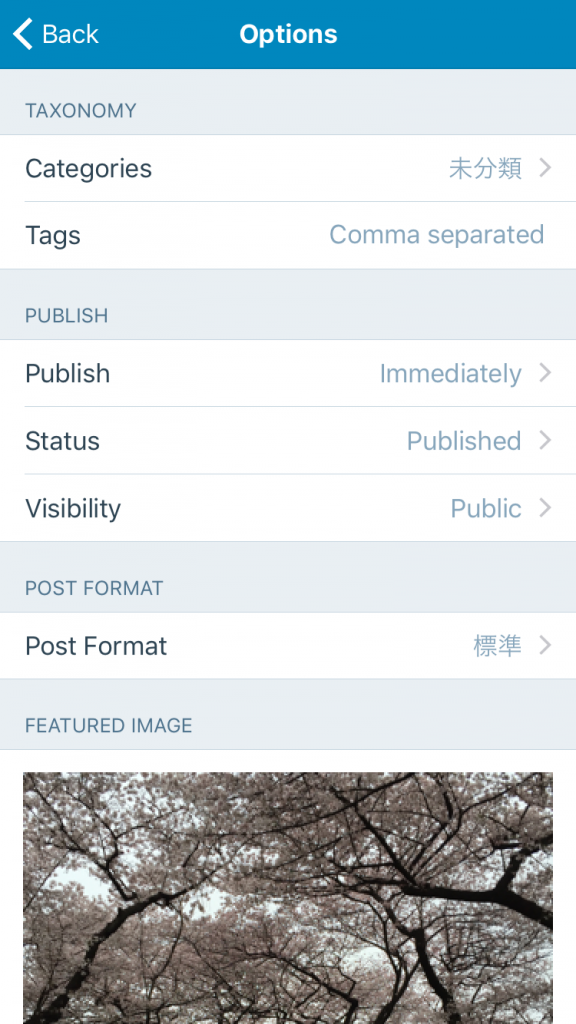 Back
Options
TAXONOMY
Categories 未分類
Tags Comma separated
PUBLISH
Publish Immediately
Status Published
Visibility Public
POST FORMAT
Post Format 標準
FEATURED IMAGE